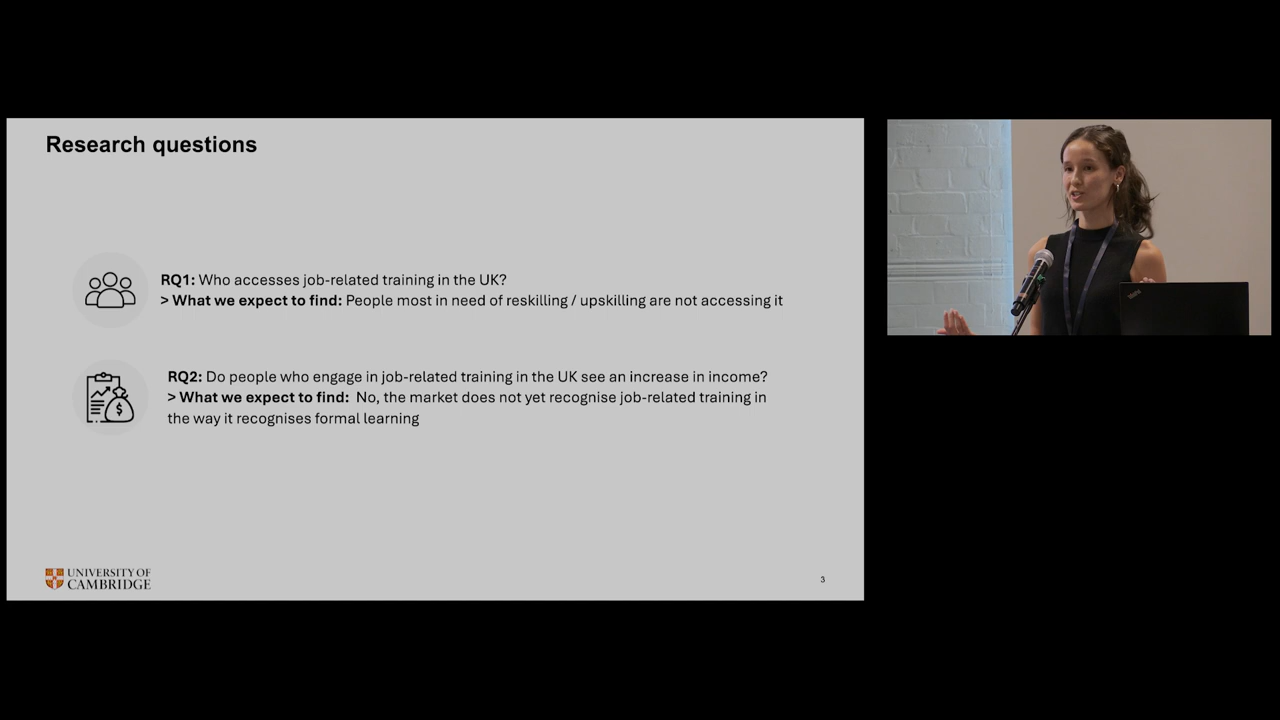 Research questions
RQ1: Who accesses job-related training in the UK?
> What we expect to find: People most in need of reskilling / upskilling are not accessing it
RQ2: Do people who engage in job-related training in the UK see an increase in income?
> What we expect to find: No, the market does not yet recognise job-related training in
the way it recognises formal learning
UNIVERSITY OF
CAMBRIDGE
3